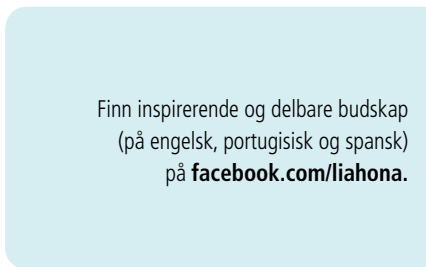 Finn inspirerende og delbare budskap
(på engelsk, portugisisk og spansk)
på facebook.com/liahona.